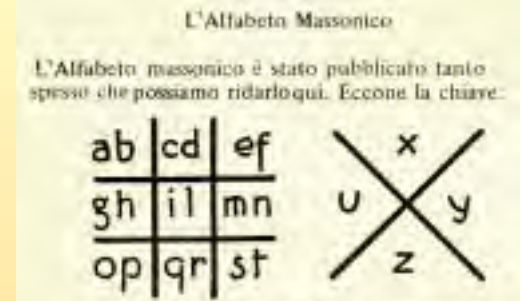 L'Alfabeto Massonico
L'Alfabeto massonico è stato pubblicato tanto
spesso che possiamo ridarlo qui. Eccone la chiave:
ab cd ef x
gh il mn u y
op qr st z